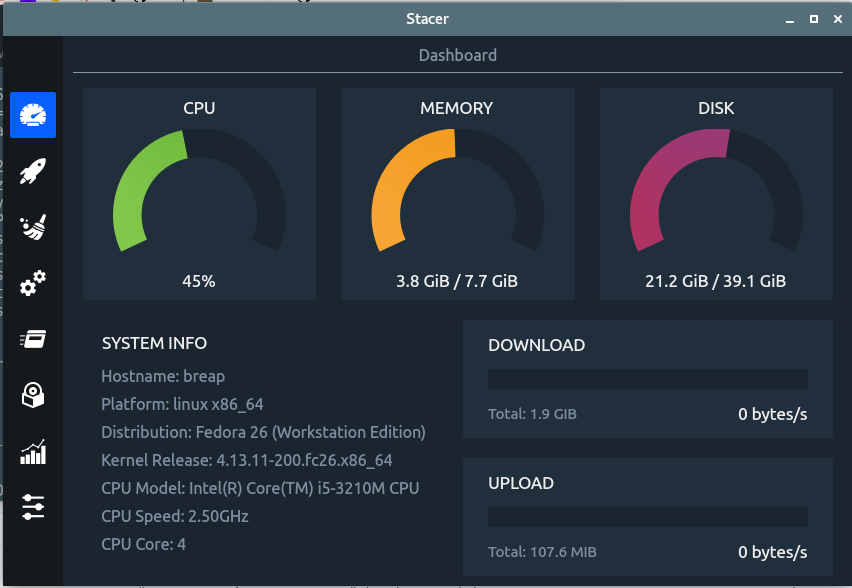 Stacer
Dashboard
CPU
45%
MEMORY
3.8 GiB / 7.7 GiB
DISK
21.2 GiB / 39.1 GiB
SYSTEM INFO
Hostname: breap
Platform: linux x86_64
Distribution: Fedora 26 (Workstation Edition)
Kernel Release: 4.13.11-200.fc26.x86_64
CPU Model: Intel(R) Core(TM) i5-3210M CPU
CPU Speed: 2.50GHz
CPU Core: 4
DOWNLOAD
Total: 1.9 GIB
0 bytes/s
UPLOAD
Total: 107.6 MIB
0 bytes/s